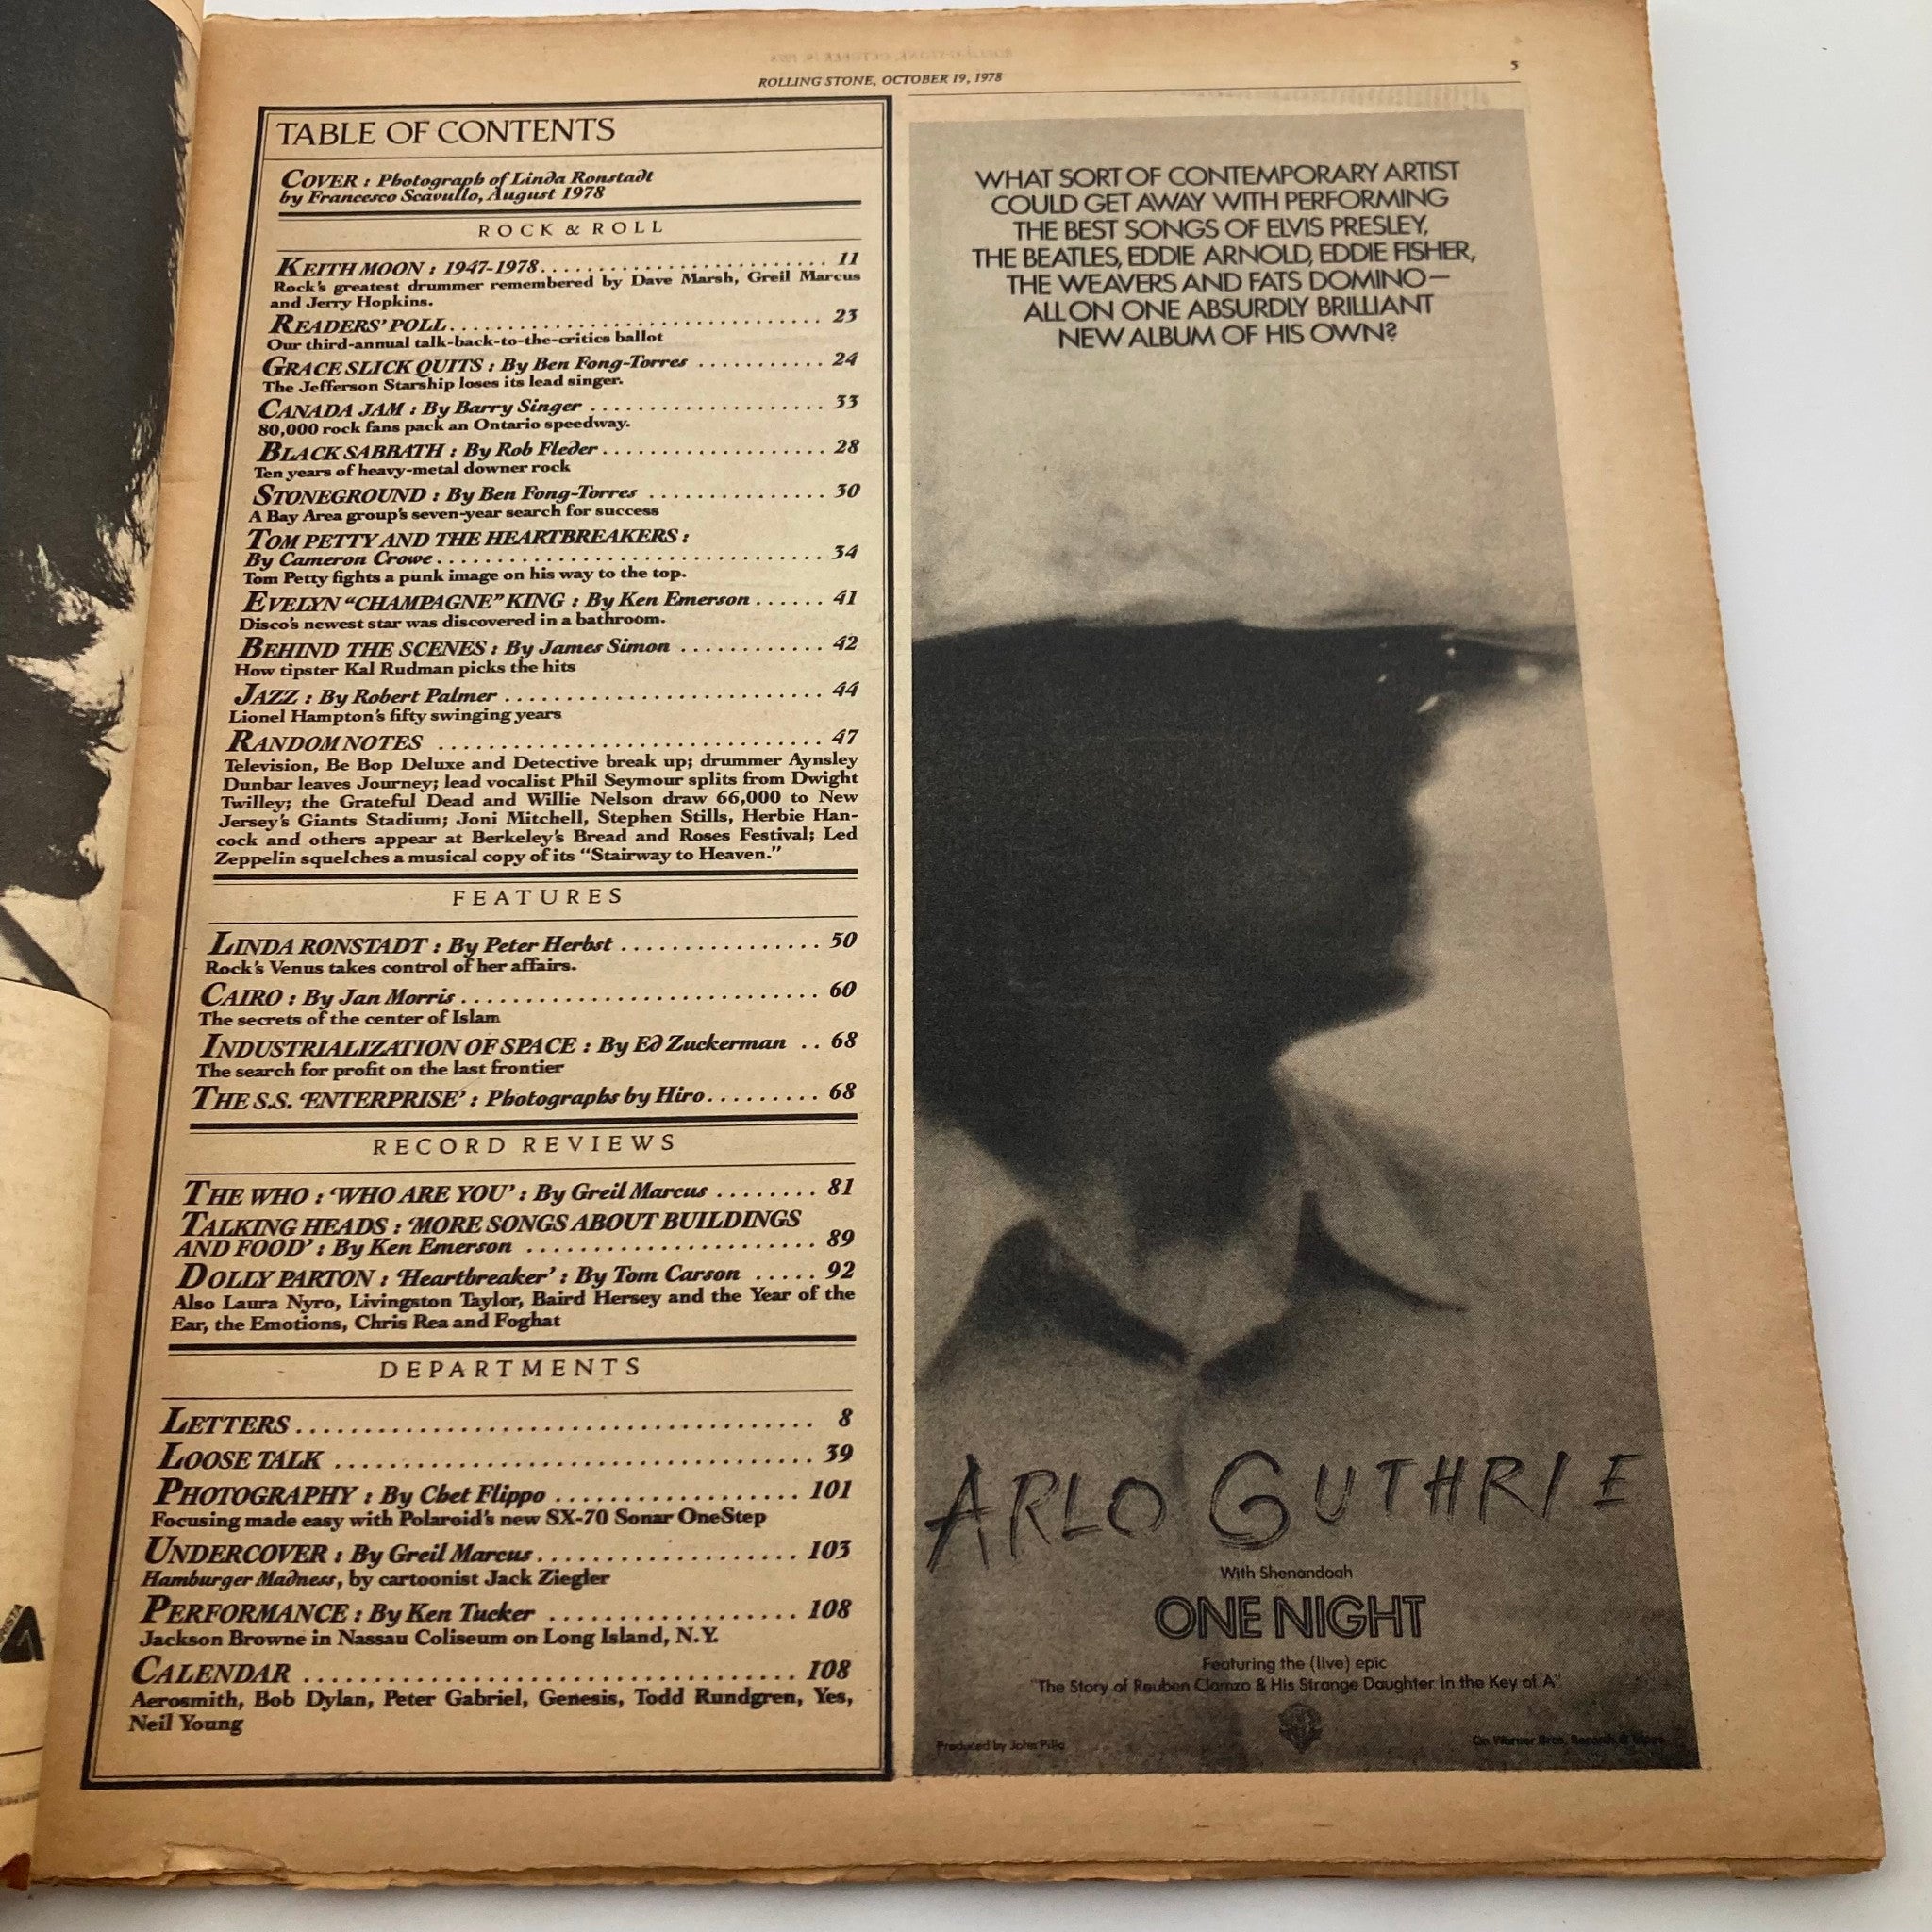 ROLLING STONE, OCTOBER 19, 1978
5
TABLE OF CONTENTS
COVER : Photograph of Linda Ronstadt
by Francesco Scavullo, August 1978
ROCK & ROLL
KEITH MOON : 1947-1978 . . . . . . . . . . 11
Rock's greatest drummer remembered by Dave Marsh, Greil Marcus
and Jerry Hopkins.
READERS' POLL . . . . . . . . . . 23
Our third-annual talk-back-to-the-critics ballot
GRACE SLICK QUITS : By Ben Fong-Torres . . . . . . . . . . 24
The Jefferson Starship loses its lead singer.
CANADA JAM : By Barry Singer . . . . . . . . . . 33
80,000 rock fans pack an Ontario speedway.
BLACK SABBATH : By Rob Fleder . . . . . . . . . . 28
Ten years of heavy-metal downer rock
STONEGROUND : By Ben Fong-Torres . . . . . . . . . . 30
A Bay Area group's seven-year search for success
TOM PETTY AND THE HEARTBREAKERS :
By Cameron Crowe . . . . . . . . . . 34
Tom Petty fights a punk image on his way to the top.
EVELYN "CHAMPAGNE" KING : By Ken Emerson . . . . . . 41
Disco's newest star was discovered in a bathroom.
BEHIND THE SCENES : By James Simon . . . . . . . . . . 42
How tipster Kal Rudman picks the hits
JAZZ : By Robert Palmer . . . . . . . . . . 44
Lionel Hampton's fifty swinging years
RANDOM NOTES . . . . . . . . . . 47
Television, Be Bop Deluxe and Detective break up; drummer Aynsley
Dunbar leaves Journey; lead vocalist Phil Seymour splits from Dwight
Twilley; the Grateful Dead and Willie Nelson draw 66,000 to New
Jersey's Giants Stadium; Joni Mitchell, Stephen Stills, Herbie Han-
cock and others appear at Berkeley's Bread and Roses Festival; Led
Zeppelin squelches a musical copy of its "Stairway to Heaven."
FEATURES
LINDA RONSTADT : By Peter Herbst . . . . . . . . . . 50
Rock's Venus takes control of her affairs.
CAIRO : By Jan Morris . . . . . . . . . . 60
The secrets of the center of Islam
INDUSTRIALIZATION OF SPACE : By Ed Zuckerman . . 68
The search for profit on the last frontier
THE S.S. 'ENTERPRISE' : Photographs by Hiro . . . . . . . . . 68
RECORD REVIEWS
THE WHO : 'WHO ARE YOU' : By Greil Marcus . . . . . . . . 81
TALKING HEADS : 'MORE SONGS ABOUT BUILDINGS
AND FOOD' : By Ken Emerson . . . . . . . . . . 89
DOLLY PARTON : 'Heartbreaker' : By Tom Carson . . . . . 92
Also Laura Nyro, Livingston Taylor, Baird Hersey and the Year of the
Ear, the Emotions, Chris Rea and Foghat
DEPARTMENTS
LETTERS . . . . . . . . . . 8
LOOSE TALK . . . . . . . . . . 39
PHOTOGRAPHY : By Chet Flippo . . . . . . . . . . 101
Focusing made easy with Polaroid's new SX-70 Sonar OneStep
UNDERCOVER : By Greil Marcus . . . . . . . . . . 103
Hamburger Madness, by cartoonist Jack Ziegler
PERFORMANCE : By Ken Tucker . . . . . . . . . . 108
Jackson Browne in Nassau Coliseum on Long Island, N.Y.
CALENDAR . . . . . . . . . . 108
Aerosmith, Bob Dylan, Peter Gabriel, Genesis, Todd Rundgren, Yes,
Neil Young
WHAT SORT OF CONTEMPORARY ARTIST
COULD GET AWAY WITH PERFORMING
THE BEST SONGS OF ELVIS PRESLEY,
THE BEATLES, EDDIE ARNOLD, EDDIE FISHER,
THE WEAVERS AND FATS DOMINO—
ALL ON ONE ABSURDLY BRILLIANT
NEW ALBUM OF HIS OWN?
ARLO GUTHRIE
With Shenandoah
ONE NIGHT
Featuring the (live) epic
"The Story of Reuben Clamzo & His Strange Daughter In the Key of A"
Produced by John Pilla
On Warner Bros. Records & Tapes